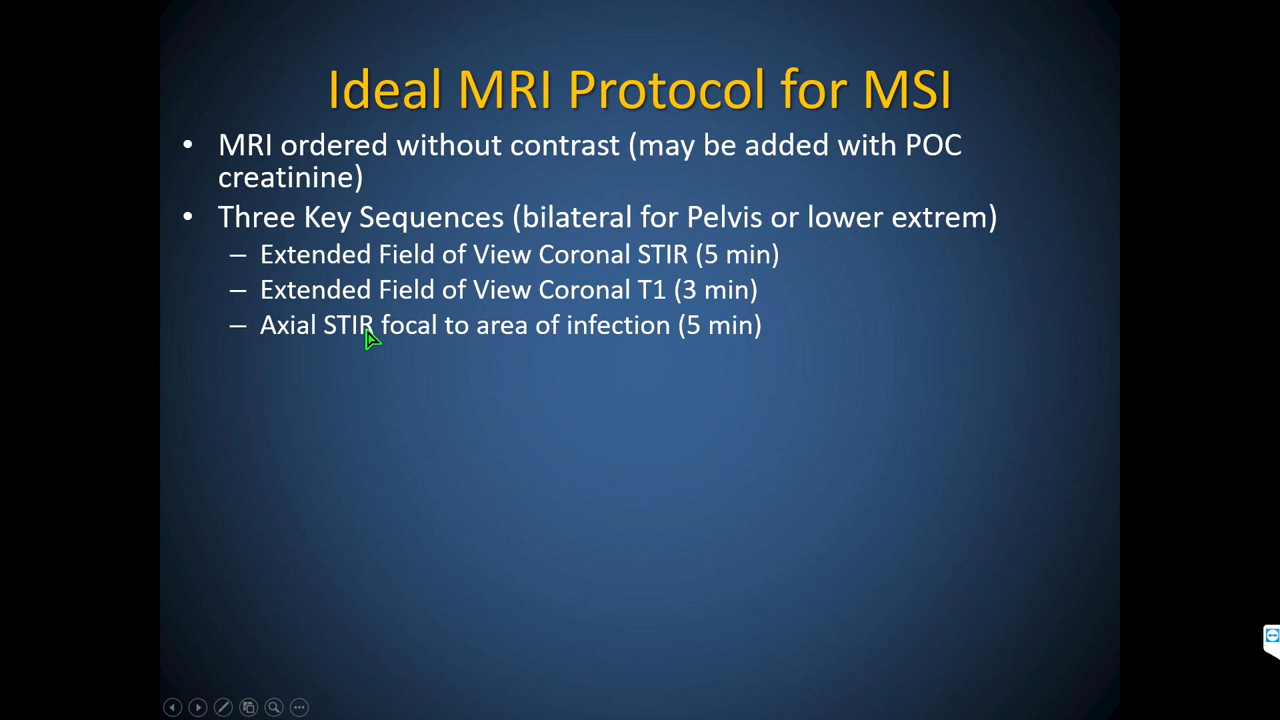 Ideal MRI Protocol for MSI
• MRI ordered without contrast (may be added with POC
creatinine)
• Three Key Sequences (bilateral for Pelvis or lower extrem)
– Extended Field of View Coronal STIR (5 min)
– Extended Field of View Coronal T1 (3 min)
– Axial STIR focal to area of infection (5 min)